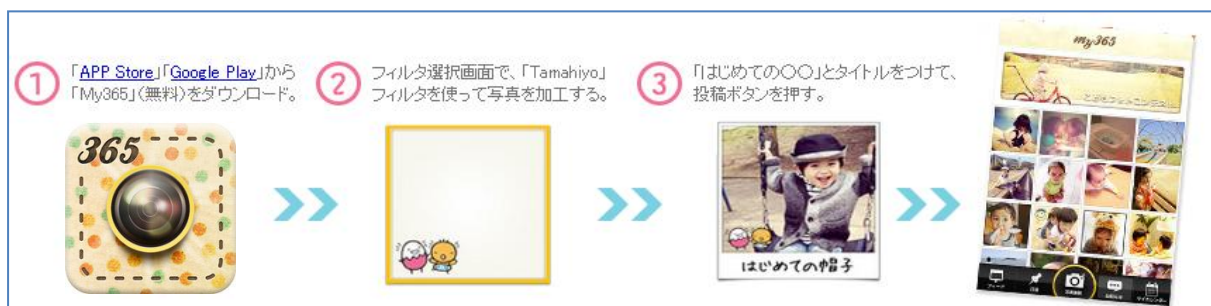 1
「APP Store」「Google Play」から
「My365」(無料)をダウンロード。
2
フィルタ選択画面で、「Tamahiyo」
フィルタを使って写真を加工する。
3
「はじめての〇〇」とタイトルをつけて、
投稿ボタンを押す。
365
はじめての帽子
my365